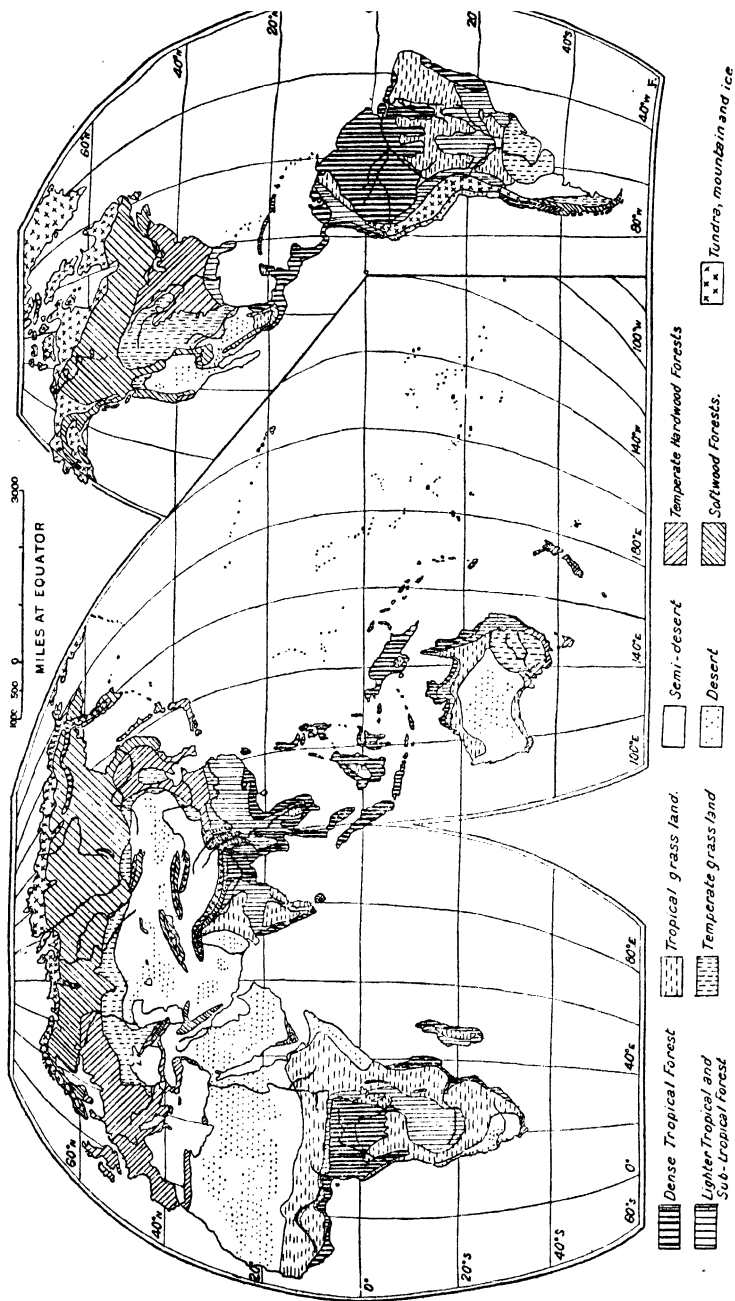 1000 500 0 3000
MILES AT EQUATOR
60°N
60°N
40°N
40°N
20°
20°
0°
0
20°S
20
40°S
40S
60°S 0° 40°E 60°E 100°E 140°E 180°E 140°W 100°W 80°W 40°W F.
Dense Tropical Forest
Lighter Tropical and
Sub-tropical Forest
Tropical grass land.
Temperate grass land
Semi-desert
Desert
Temperate Hardwood Forests
Softwood Forests.
Tundra, mountain and ice